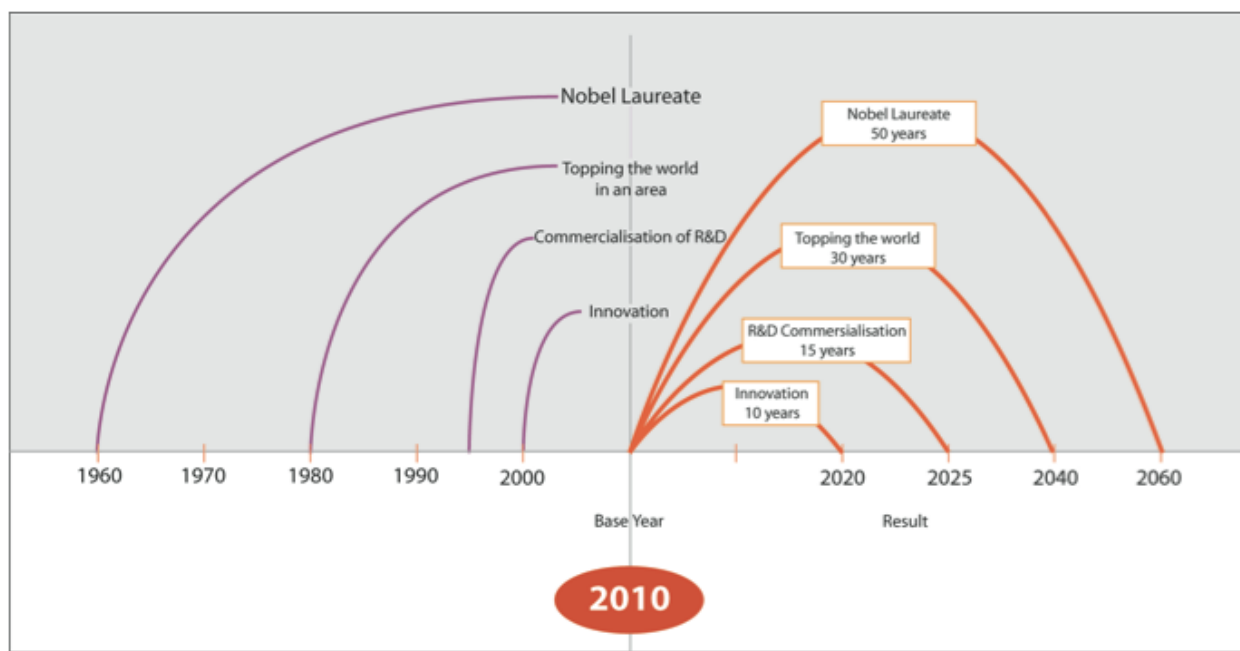 Nobel Laureate
Topping the world
in an area
Commercialisation of R&D
Innovation
Nobel Laureate
50 years
Topping the world
30 years
R&D Commersialisation
15 years
Innovation
10 years
1960
1970
1980
1990
2000
2020
2025
2040
2060
Base Year
Result
2010